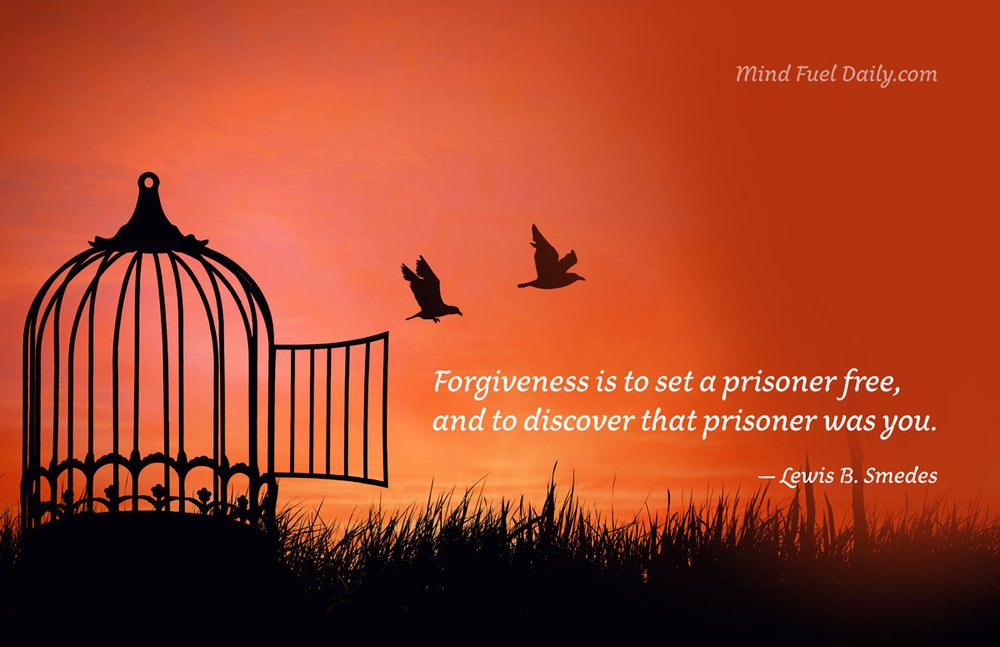 Mind Fuel Daily.com
Forgiveness is to set a prisoner free,
and to discover that prisoner was you.
— Lewis B. Smedes